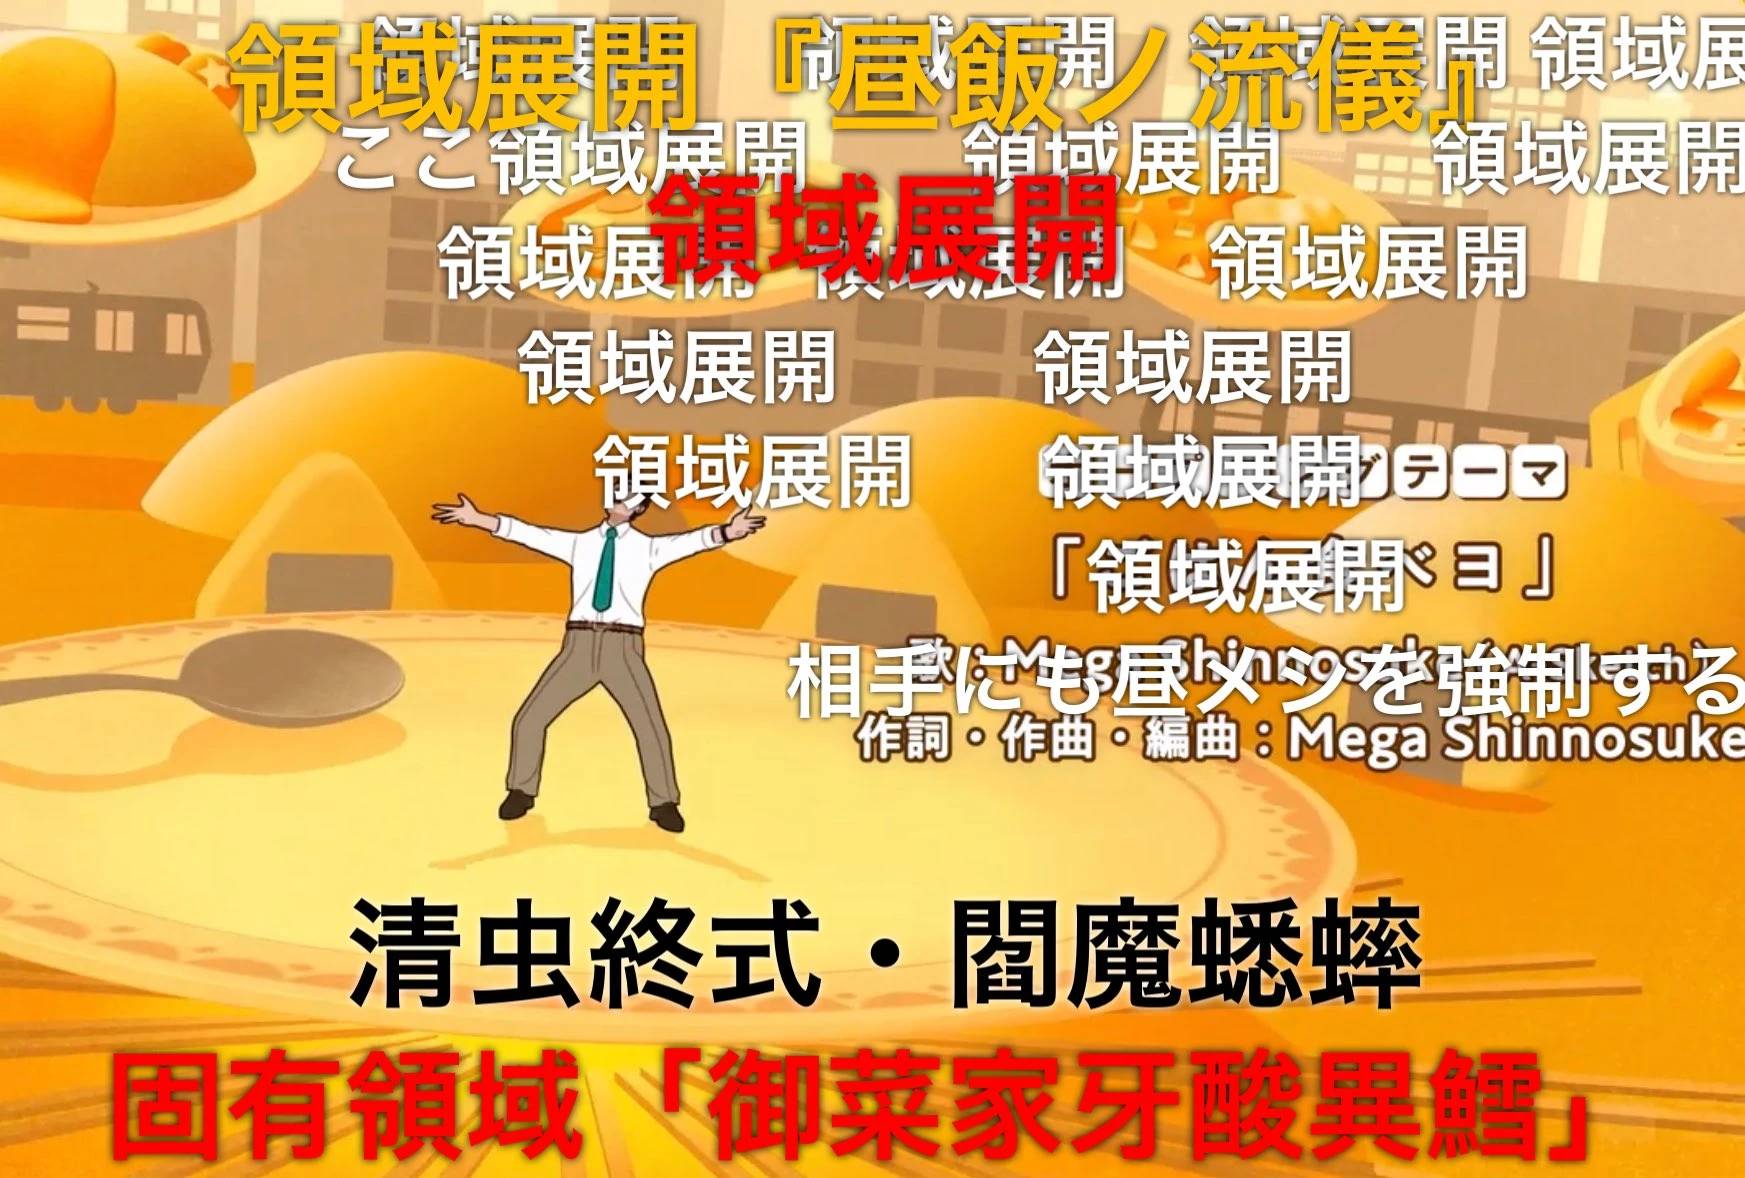 領域展開 領域展開 領域展開 領域展
領域展開『昼飯ノ流儀』
ここ領域展開 領域展開 領域展開
領域展開
領域展開 領域展開 領域展開
領域展開 領域展開
領域展開 領域展開
グテーマ
領域展開
「 ベヨ」
相手にも昼メシを強制する
歌：Mega Shinnosuke
作詞・作曲・編曲：Mega Shinnosuke
清虫終式・閻魔蟋蟀
固有領域「御菜家牙酸異鱈」